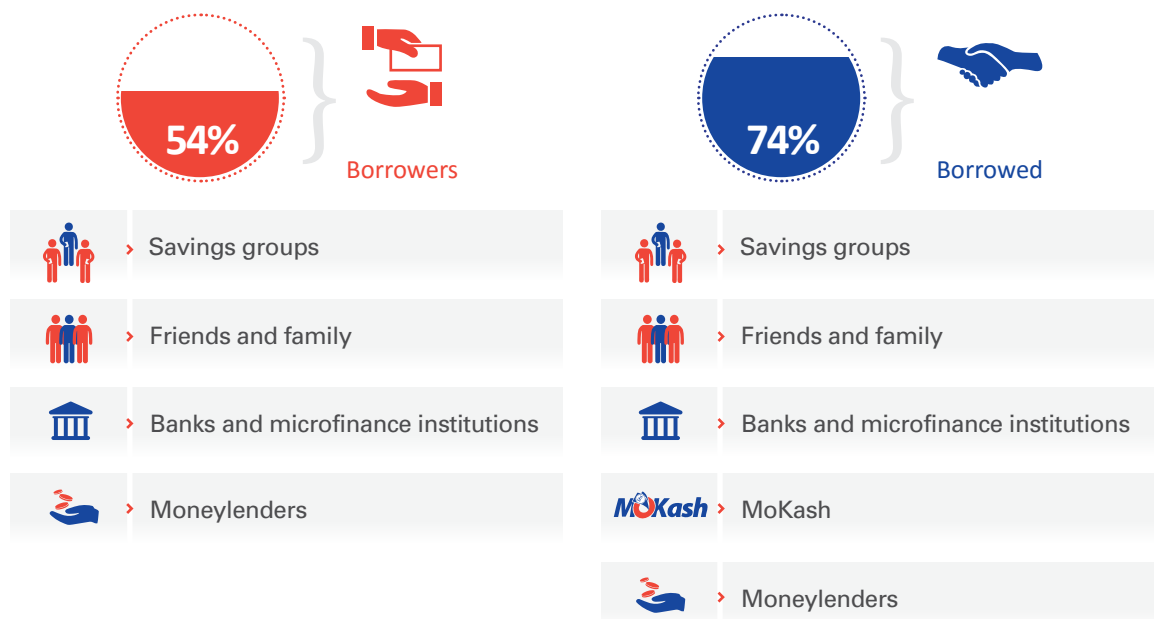 54%
Borrowers
Savings groups
Friends and family
Banks and microfinance institutions
Moneylenders
74%
Borrowed
Savings groups
Friends and family
Banks and microfinance institutions
MoKash MoKash
Moneylenders